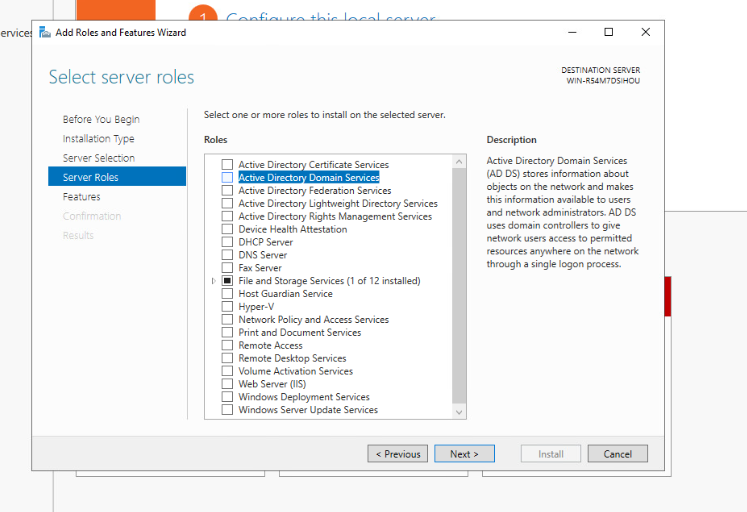 1 Configure this local server
ervices
Add Roles and Features Wizard
Select server roles
DESTINATION SERVER
WIN-R54M7DSIHOU
Before You Begin
Installation Type
Server Selection
Server Roles
Features
Confirmation
Results
Select one or more roles to install on the selected server.
Roles
Active Directory Certificate Services
Active Directory Domain Services
Active Directory Federation Services
Active Directory Lightweight Directory Services
Active Directory Rights Management Services
Device Health Attestation
DHCP Server
DNS Server
Fax Server
File and Storage Services (1 of 12 installed)
Host Guardian Service
Hyper-V
Network Policy and Access Services
Print and Document Services
Remote Access
Remote Desktop Services
Volume Activation Services
Web Server (IIS)
Windows Deployment Services
Windows Server Update Services
Description
Active Directory Domain Services
(AD DS) stores information about
objects on the network and makes
this information available to users
and network administrators. AD DS
uses domain controllers to give
network users access to permitted
resources anywhere on the network
through a single logon process.
< Previous
Next >
Install
Cancel